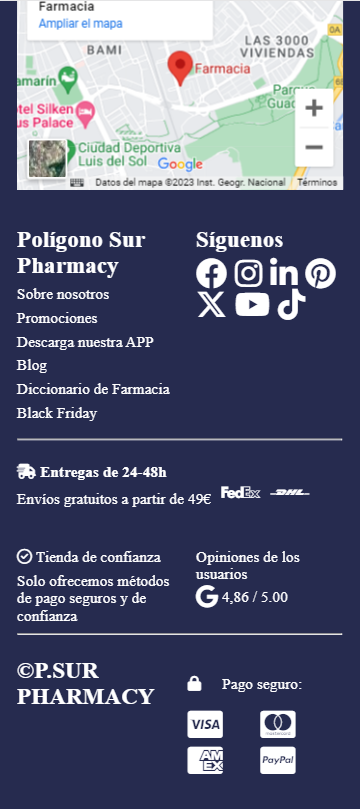 Farmacia
Ampliar el mapa
BAMI
LAS 3000
VIVIENDAS
0A
Farmacia
amarín
Parque
Gua
otel Silken
us Palace
Ciudad Deportiva
Luis del Sol
Google
Datos del mapa ©2023 Inst. Geogr. Nacional
Términos
Polígono Sur
Pharmacy
Síguenos
Sobre nosotros
Promociones
Descarga nuestra APP
Blog
Diccionario de Farmacia
Black Friday
Entregas de 24-48h
Envíos gratuitos a partir de 49€
FedEx
DHL
Tienda de confianza
Solo ofrecemos métodos
de pago seguros y de
confianza
Opiniones de los
usuarios
4,86 / 5.00
©P.SUR
PHARMACY
Pago seguro:
VISA
mastercard
AMEX
PayPal